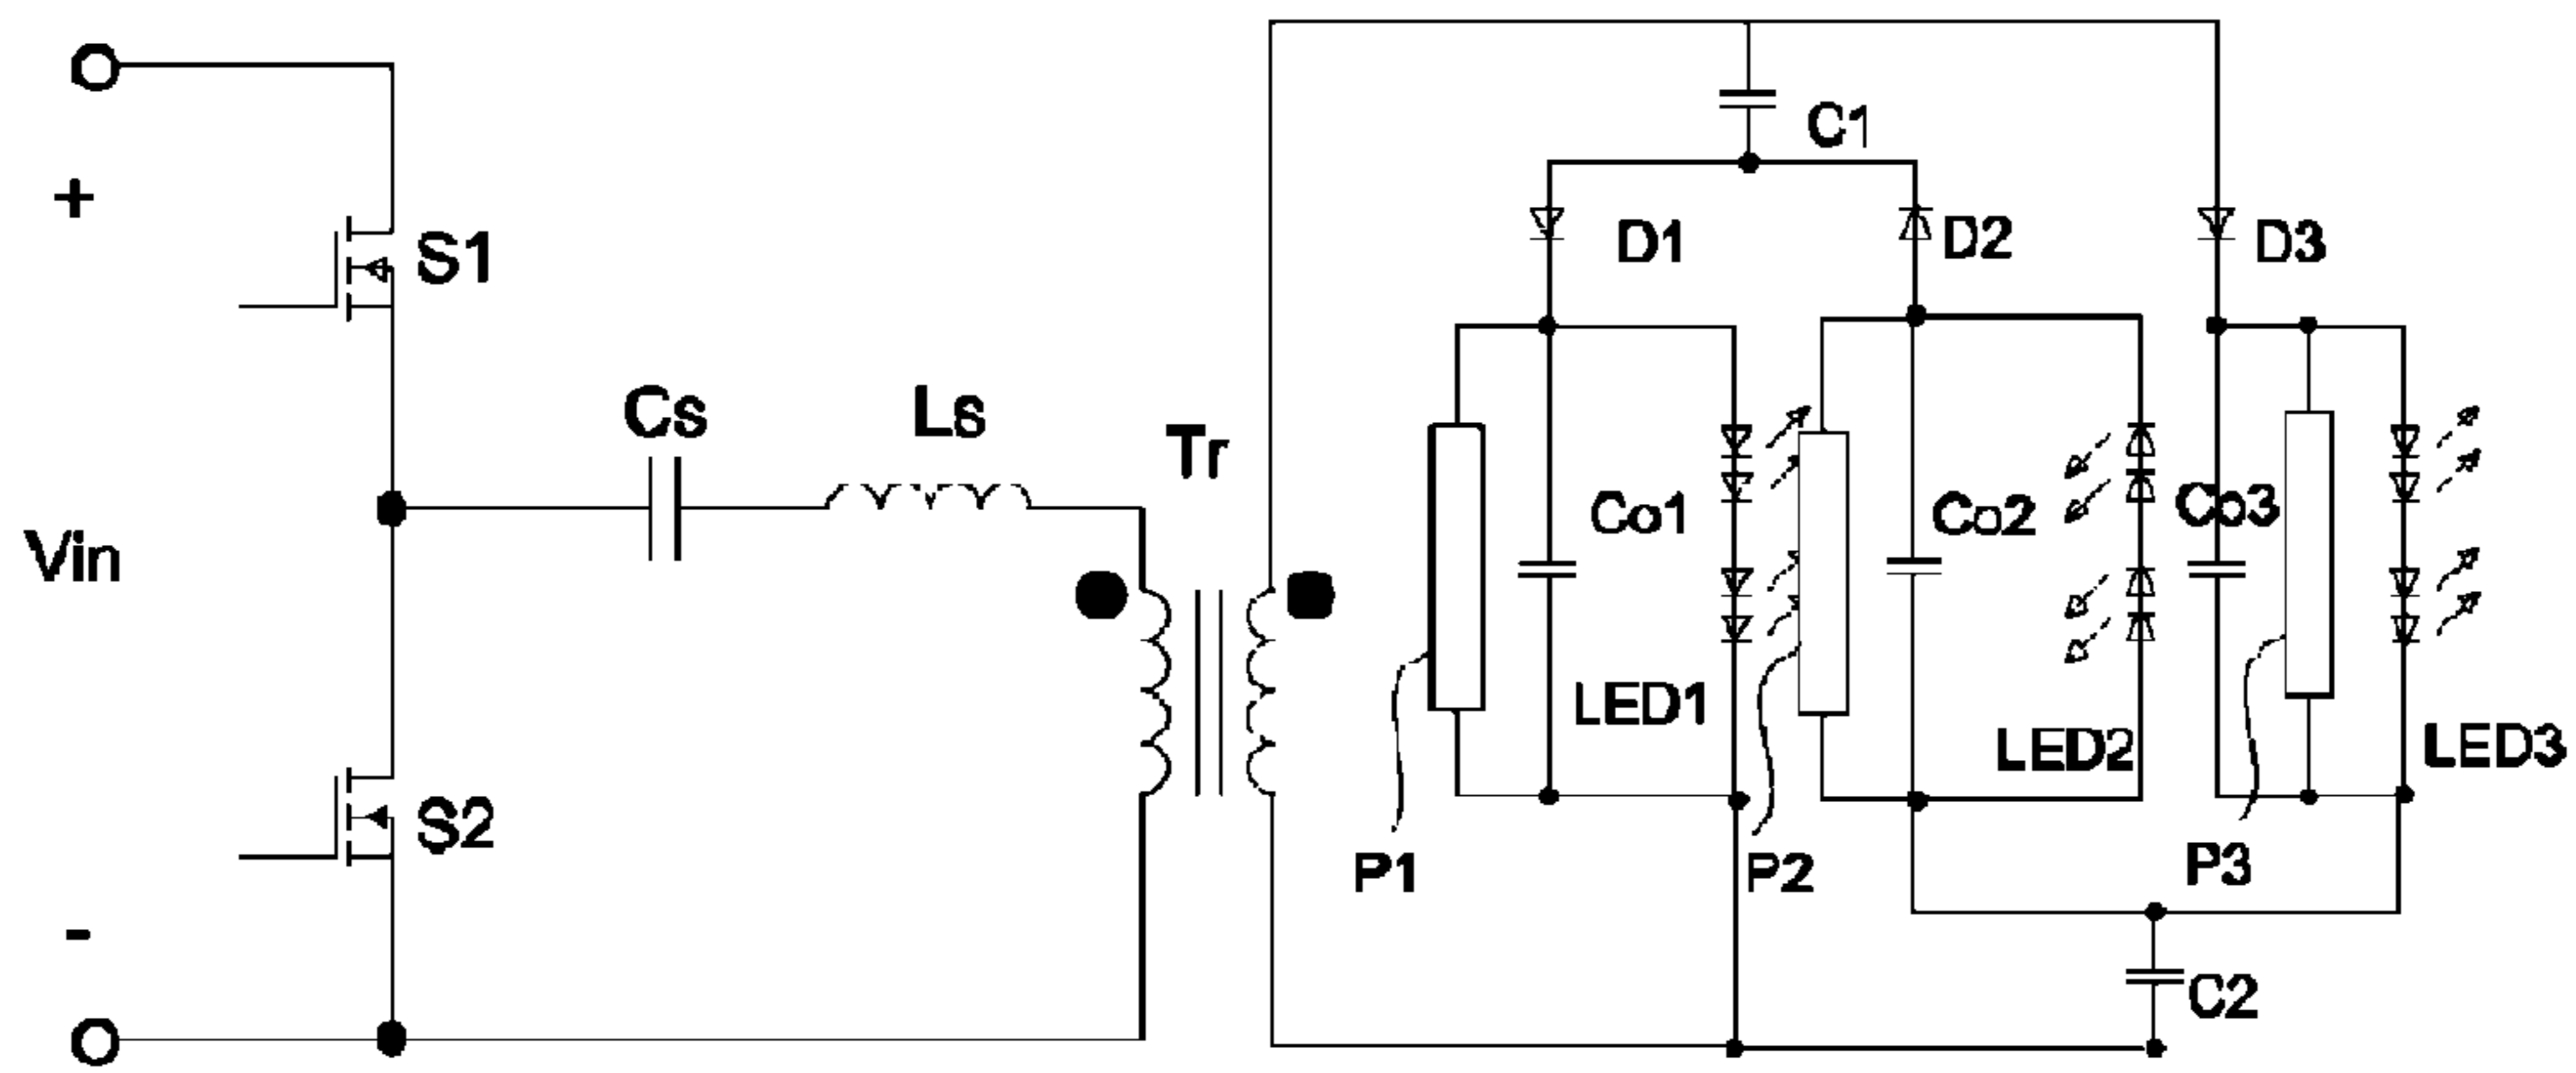 C1
+
S1
D1
D2
D3
Cs
Ls
Tr
Vin
Co1
Co2
Co3
LED1
LED2
LED3
S2
P1
P2
P3
-
C2